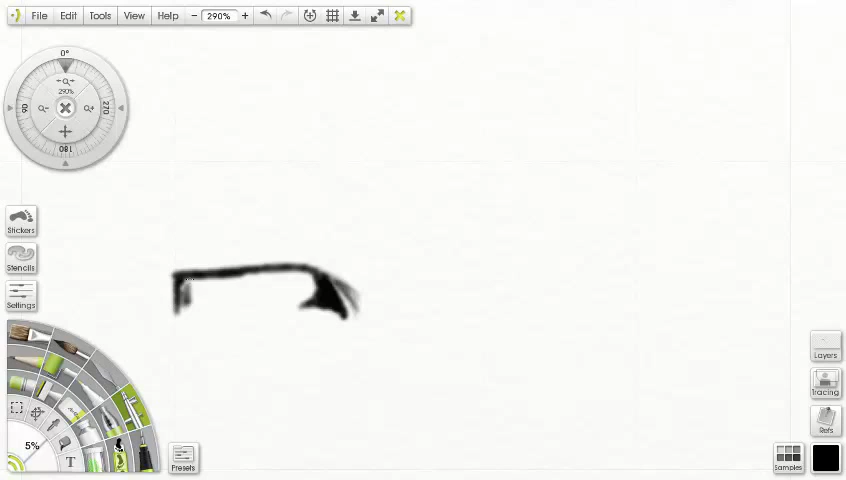 File Edit Tools View Help − 290% +
0°
290%
90
270
180
Stickers
Stencils
Settings
5%
T
Presets
Layers
Tracing
Refs
Samples